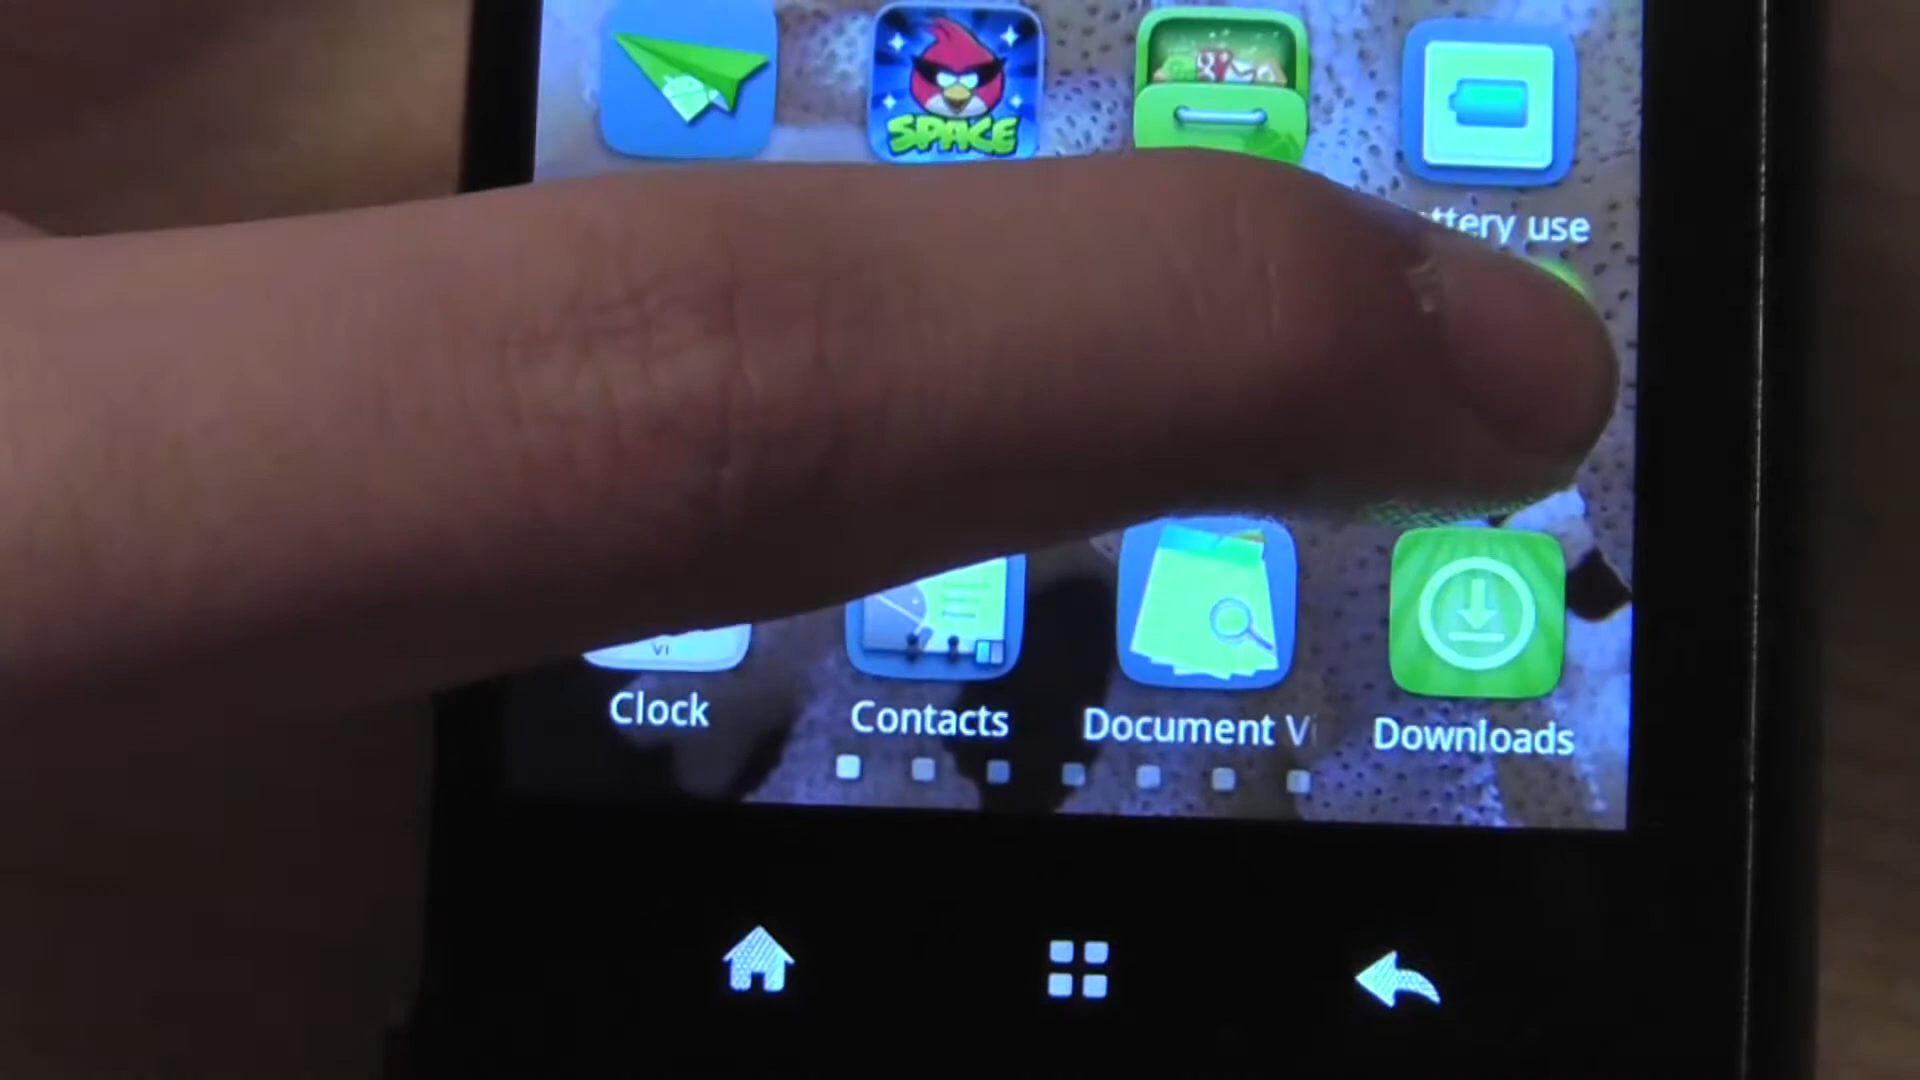 SPACE
ttery use
Clock
Contacts
Document Vi
Downloads